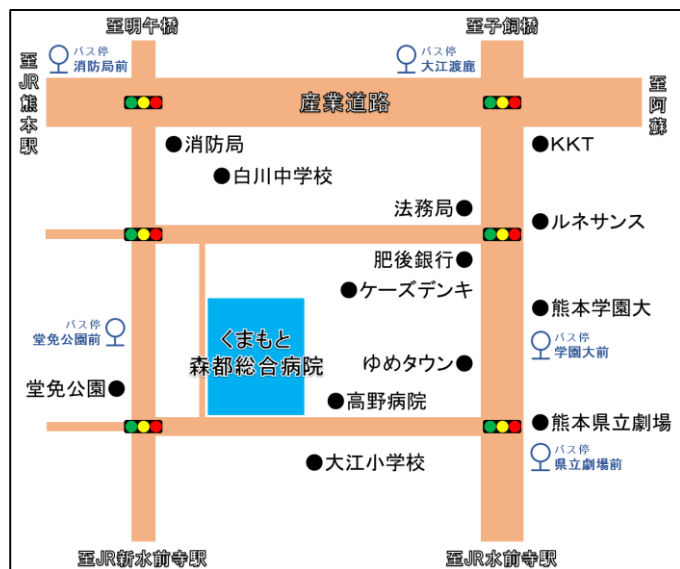 至明午橋
至子飼橋
バス停
消防局前
バス停
大江渡鹿
至JR熊本駅
産業道路
至阿蘇
消防局
KKT
白川中学校
法務局
ルネサンス
肥後銀行
ケーズデンキ
熊本学園大
くまもと
森都総合病院
バス停
堂免公園前
バス停
学園大前
ゆめタウン
堂免公園
高野病院
熊本県立劇場
大江小学校
バス停
県立劇場前
至JR新水前寺駅
至JR水前寺駅